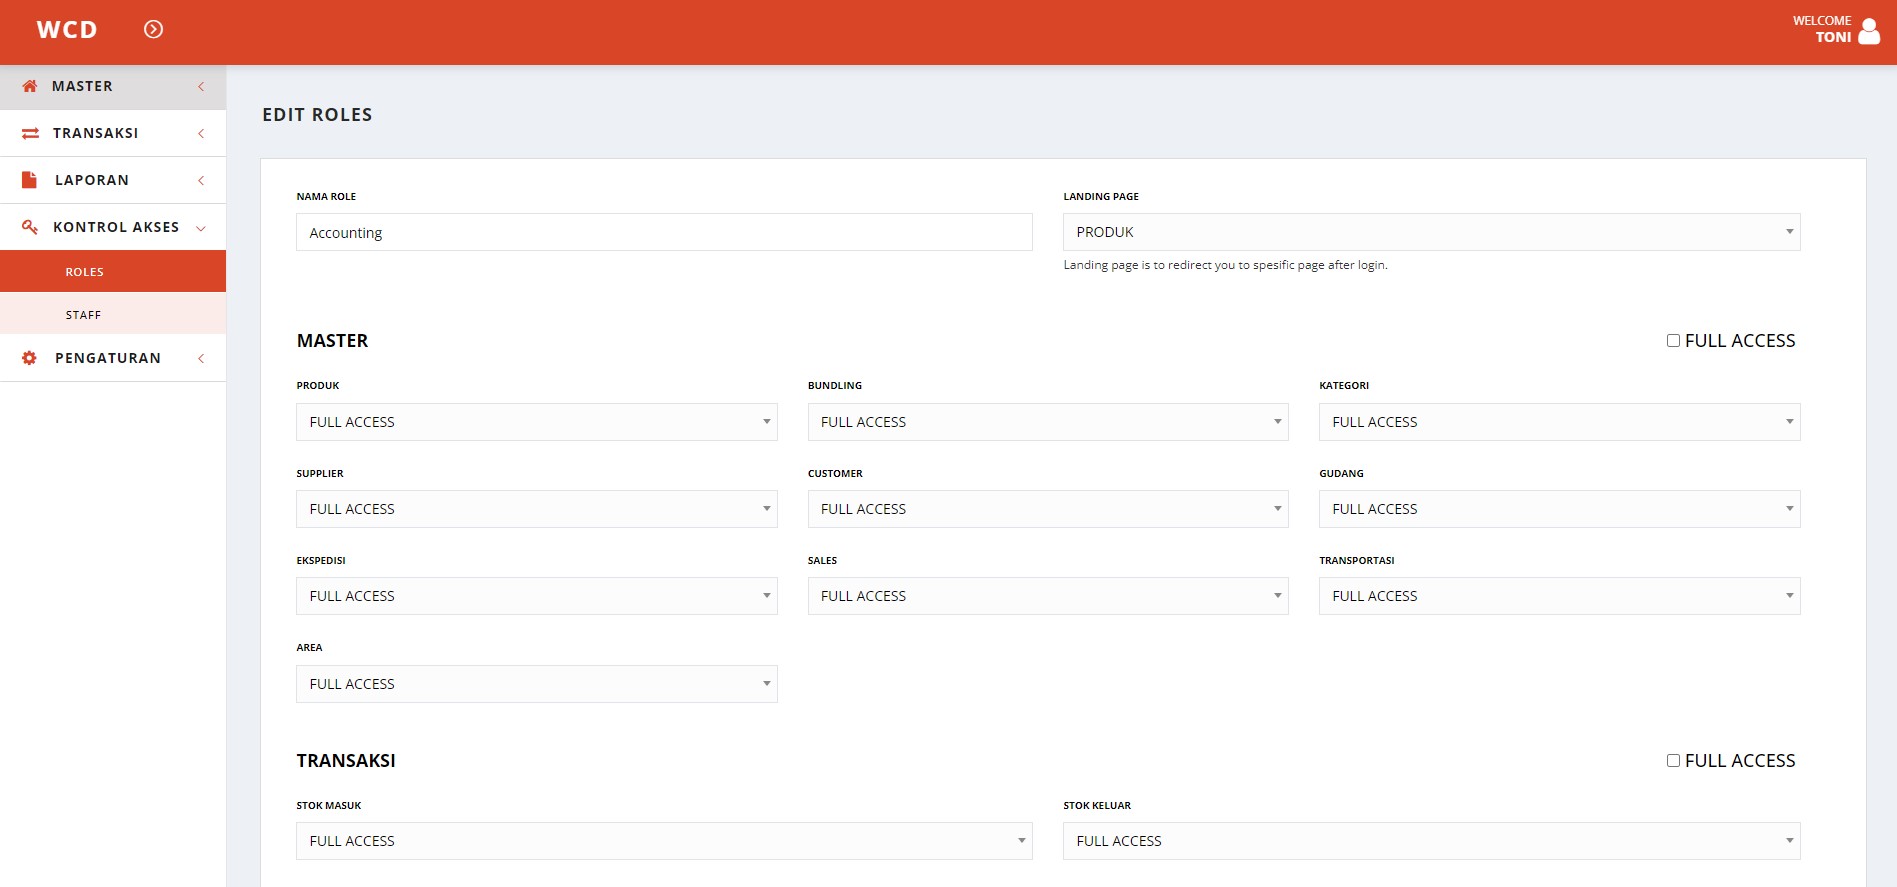 WCD
WELCOME
TONI
MASTER
TRANSAKSI
LAPORAN
KONTROL AKSES
ROLES
STAFF
PENGATURAN
EDIT ROLES
NAMA ROLE
LANDING PAGE
Accounting
PRODUK
Landing page is to redirect you to spesific page after login.
MASTER
FULL ACCESS
PRODUK
BUNDLING
KATEGORI
FULL ACCESS
FULL ACCESS
FULL ACCESS
SUPPLIER
CUSTOMER
GUDANG
FULL ACCESS
FULL ACCESS
FULL ACCESS
EKSPEDISI
SALES
TRANSPORTASI
FULL ACCESS
FULL ACCESS
FULL ACCESS
AREA
FULL ACCESS
TRANSAKSI
FULL ACCESS
STOK MASUK
STOK KELUAR
FULL ACCESS
FULL ACCESS